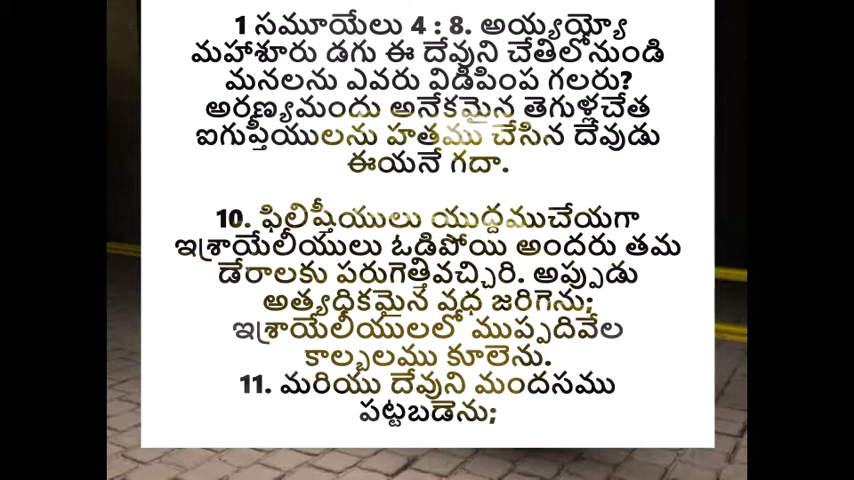 1 సమూయేలు 4 : 8. అయ్యయ్యో
మహాశూరు డగు ఈ దేవుని చేతిలోనుండి
మనలను ఎవరు విడిపింప గలరు?
అరణ్యమందు అనేకమైన తెగుళ్లచేత
ఐగుప్తీయులను హతము చేసిన దేవుడు
ఈయనే గదా.
10. ఫిలిష్తీయులు యుద్దముచేయగా
ఇశ్రాయేలీయులు ఓడిపోయి అందరు తమ
డేరాలకు పరుగెత్తివచ్చిరి. అప్పుడు
అత్యధికమైన వధ జరిగెను;
ఇశ్రాయేలీయులలో ముప్పదివేల
కాల్బలము కూలెను.
11. మరియు దేవుని మందసము
పట్టబడెను;